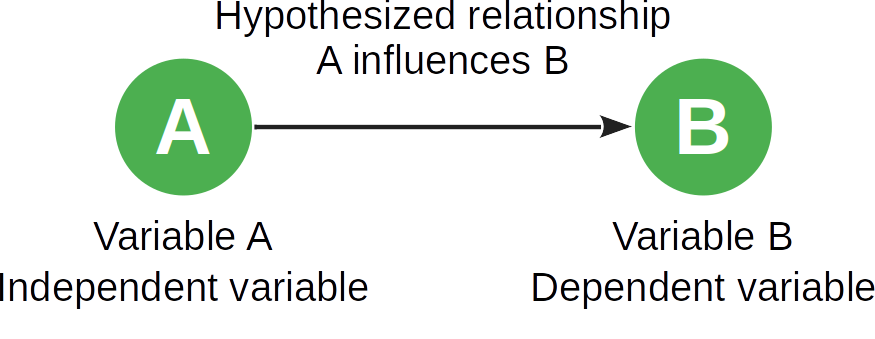 Hypothesized relationship
A influences B
A
B
Variable A
Variable B
Independent variable
Dependent variable